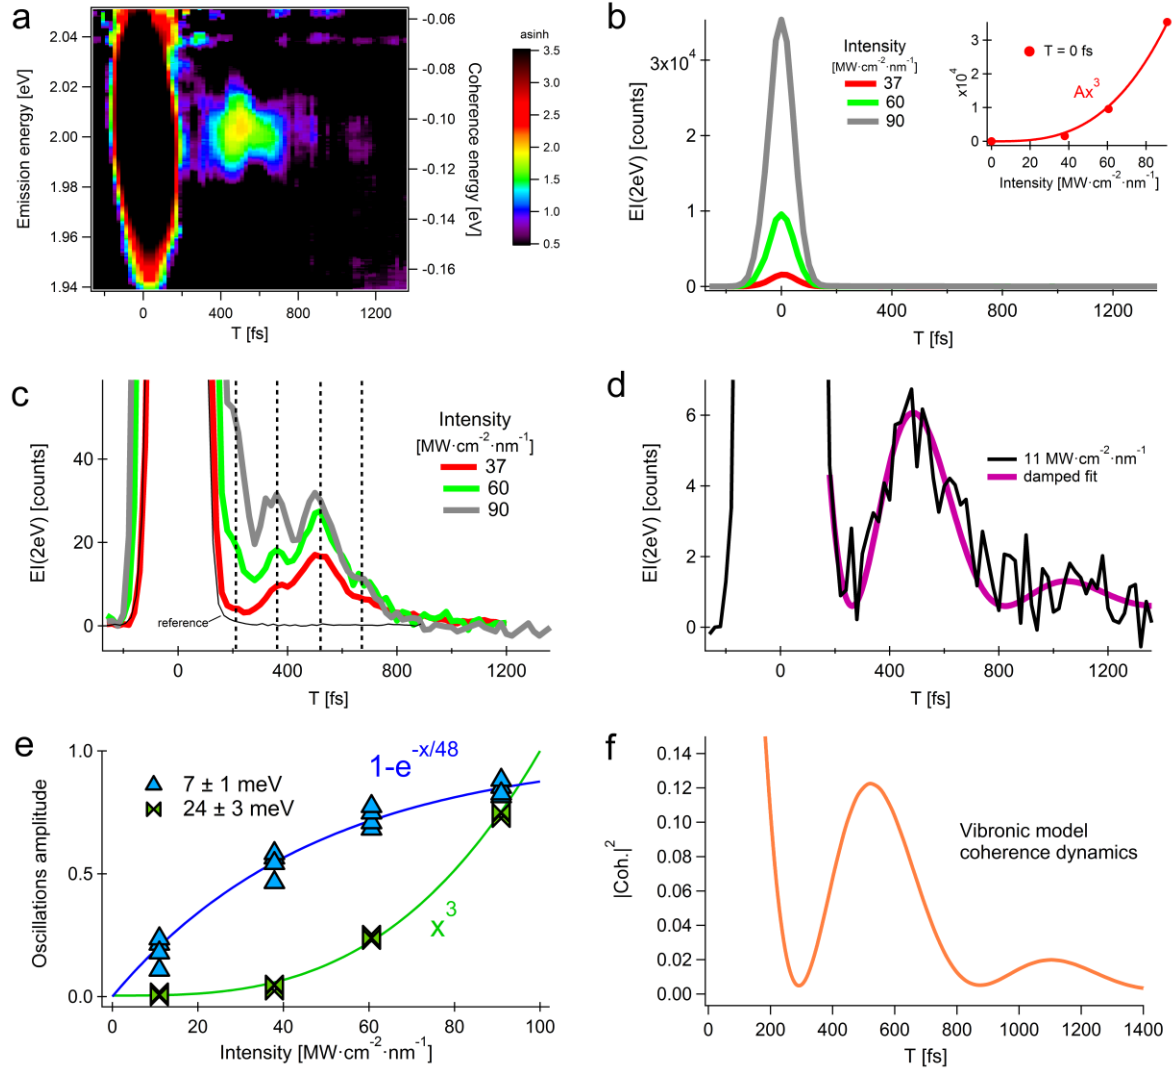 a
Emission energy [eV]
2.04
2.02
2.00
1.98
1.96
1.94
0
400
800
1200
T [fs]
-0.06
-0.08
-0.10
-0.12
-0.14
-0.16
Coherence energy [eV]
asinh
3.5
3.0
2.5
2.0
1.5
1.0
0.5
b
EI(2eV) [counts]
3x10⁴
2
1
0
Intensity
[MW·cm⁻²·nm⁻¹]
37
60
90
0
400
800
1200
T [fs]
x10⁴
3
2
1
0
T = 0 fs
Ax³
0
20
40
60
80
Intensity [MW·cm⁻²·nm⁻¹]
c
EI(2eV) [counts]
40
20
0
Intensity
[MW·cm⁻²·nm⁻¹]
37
60
90
reference
0
400
800
1200
T [fs]
d
EI(2eV) [counts]
6
4
2
0
11 MW·cm⁻²·nm⁻¹
damped fit
0
400
800
1200
T [fs]
e
Oscillations amplitude
1.0
0.5
0.0
7 ± 1 meV
24 ± 3 meV
1-e^(-x/48)
x³
0
20
40
60
80
100
Intensity [MW·cm⁻²·nm⁻¹]
f
|Coh.|²
0.14
0.12
0.10
0.08
0.06
0.04
0.02
0.00
Vibronic model
coherence dynamics
0
200
400
600
800
1000
1200
1400
T [fs]